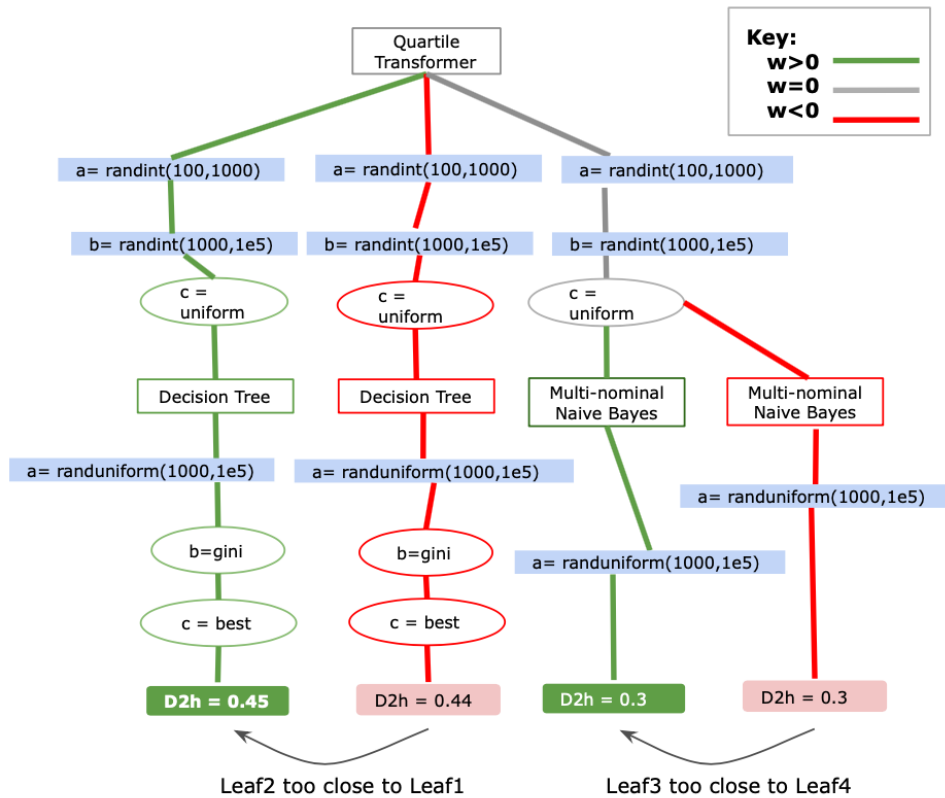 Quartile
Transformer
Key:
w>0
w=0
w<0
a= randint(100,1000)
a= randint(100,1000)
a= randint(100,1000)
b= randint(1000,1e5)
b= randint(1000,1e5)
b= randint(1000,1e5)
c =
uniform
c =
uniform
c =
uniform
Decision Tree
Decision Tree
Multi-nominal
Naive Bayes
Multi-nominal
Naive Bayes
a= randuniform(1000,1e5)
a= randuniform(1000,1e5)
a= randuniform(1000,1e5)
b=gini
b=gini
a= randuniform(1000,1e5)
c = best
c = best
D2h = 0.45
D2h = 0.44
D2h = 0.3
D2h = 0.3
Leaf2 too close to Leaf1
Leaf3 too close to Leaf4